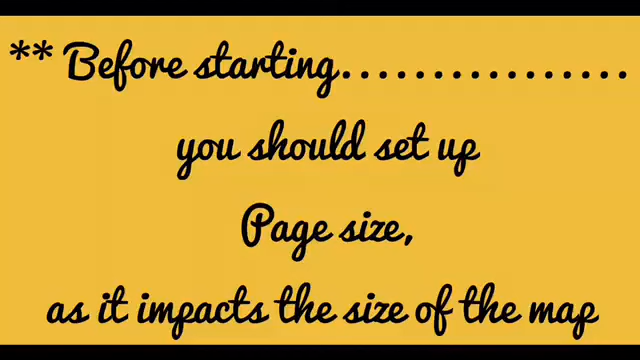 ** Before starting................
you should set up
Page size,
as it impacts the size of the map